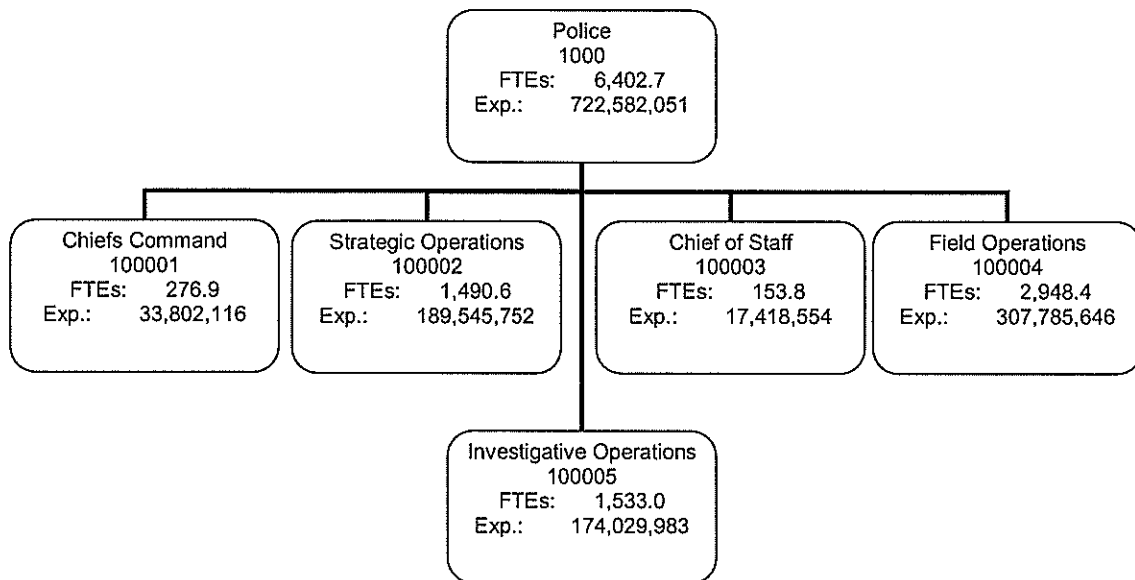 Police
1000
FTEs: 6,402.7
Exp.: 722,582,051
Chiefs Command
100001
FTEs: 276.9
Exp.: 33,802,116
Strategic Operations
100002
FTEs: 1,490.6
Exp.: 189,545,752
Chief of Staff
100003
FTEs: 153.8
Exp.: 17,418,554
Field Operations
100004
FTEs: 2,948.4
Exp.: 307,785,646
Investigative Operations
100005
FTEs: 1,533.0
Exp.: 174,029,983